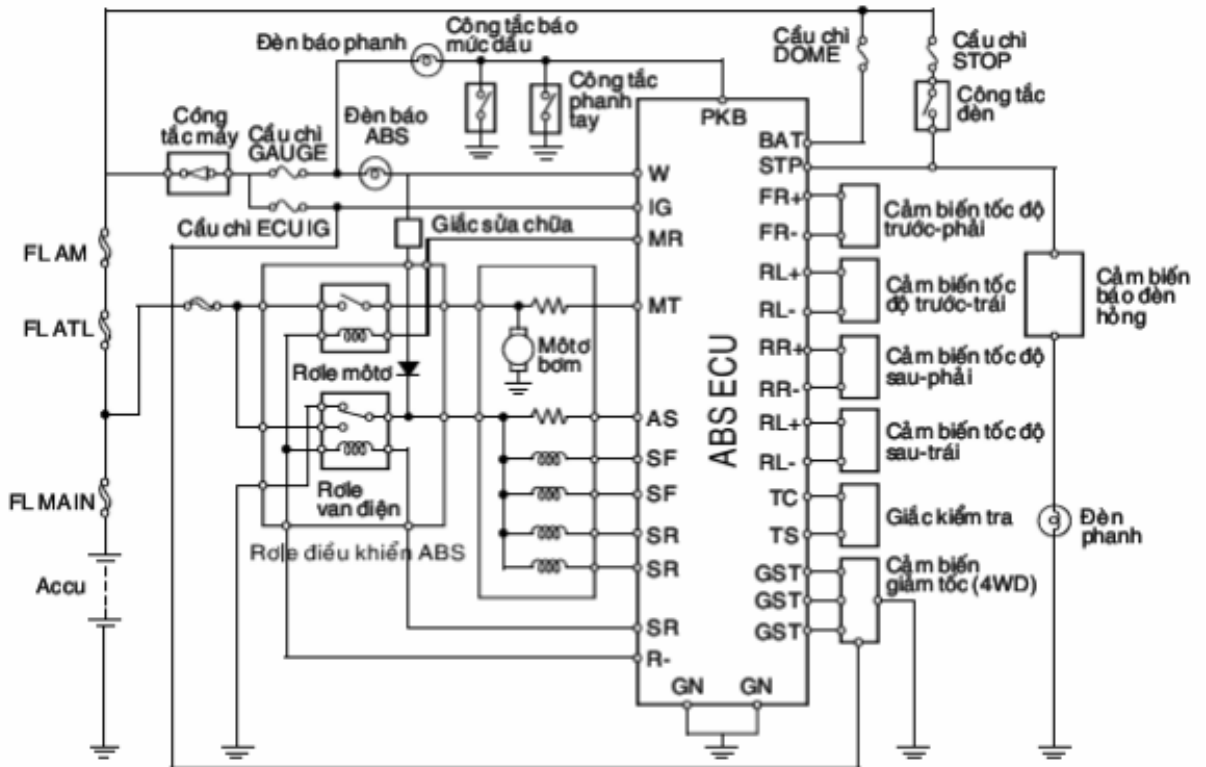 Đèn báo phanh
Công tắc báo
mức dầu
Cầu chì
DOME
Cầu chì
STOP
Công tắc
phanh
tay
Công tắc
đèn
Công
tắc máy
Cầu chì
GAUGE
Đèn báo
ABS
PKB
BAT
STP
W
IG
MR
MT
AS
SF
SF
SR
SR
SR
R-
GN
GN
ABS ECU
FR+
FR-
RL+
RL-
RR+
RR-
RL+
RL-
TC
TS
GST
GST
GST
Cảm biến tốc độ
trước-phải
Cảm biến tốc
độ trước-trái
Cảm biến tốc độ
sau-phải
Cảm biến tốc độ
sau-trái
Giắc kiểm tra
Cảm biến
giảm tốc (4WD)
Cảm biến
báo đèn
hỏng
Đèn
phanh
Cầu chì ECU IG
Giắc sửa chữa
FL AM
FL ATL
FL MAIN
Accu
Rơle môtơ
Môtơ
bơm
Rơle
van điện
Rơle điều khiển ABS